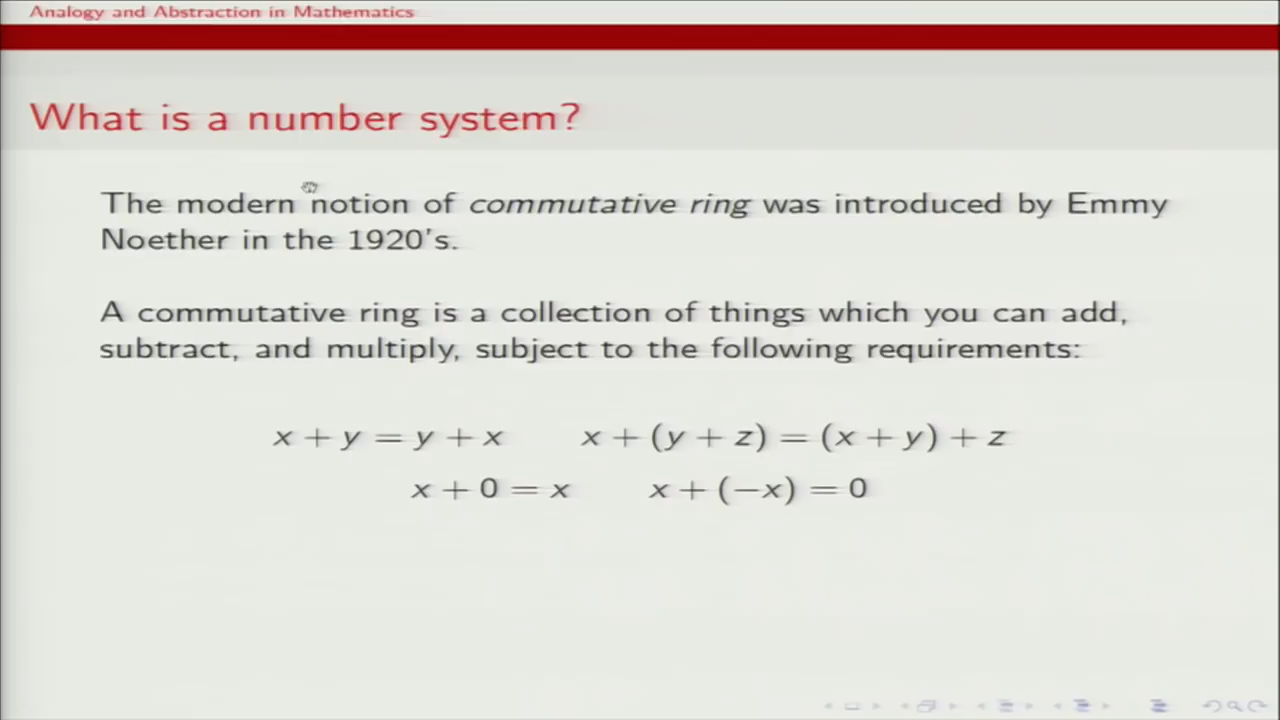 Analogy and Abstraction in Mathematics
What is a number system?
The modern notion of commutative ring was introduced by Emmy
Noether in the 1920's.
A commutative ring is a collection of things which you can add,
subtract, and multiply, subject to the following requirements:
x + y = y + x x + (y + z) = (x + y) + z
x + 0 = x x + (−x) = 0